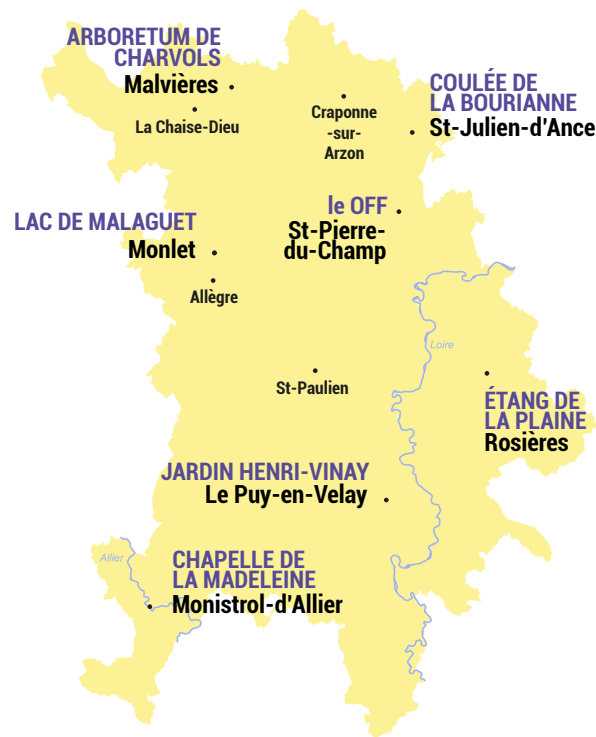 ARBORETUM DE
CHARVOLS
Malvières
La Chaise-Dieu
Craponne
-sur-
Arzon
COULÉE DE
LA BOURIANNE
St-Julien-d'Ance
le OFF
St-Pierre-
du-Champ
LAC DE MALAGUET
Monlet
Allègre
Loire
St-Paulien
ÉTANG DE
LA PLAINE
Rosières
JARDIN HENRI-VINAY
Le Puy-en-Velay
Allier
CHAPELLE DE
LA MADELEINE
Monistrol-d'Allier